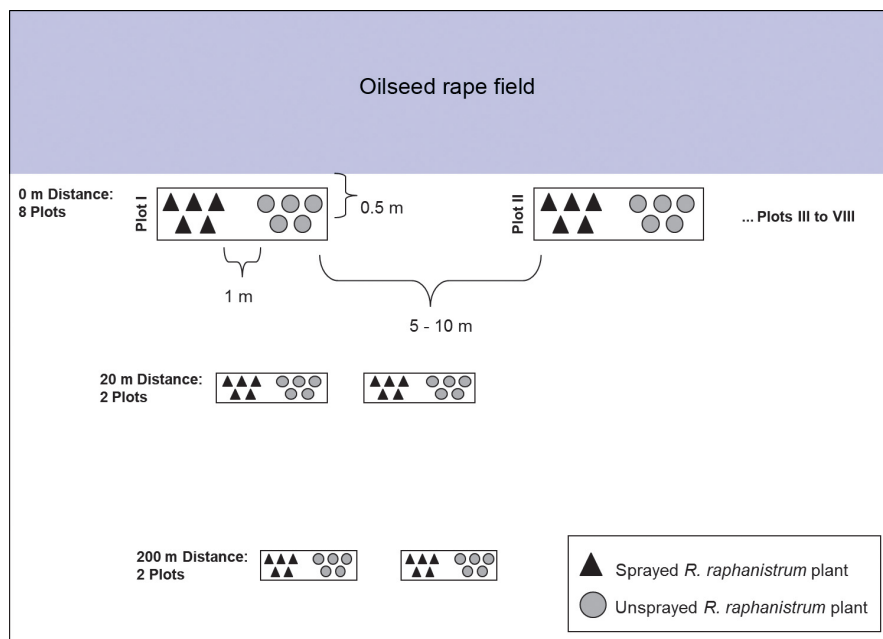 Oilseed rape field
0 m Distance:
8 Plots
Plot I
0.5 m
Plot II
... Plots III to VIII
1 m
5 - 10 m
20 m Distance:
2 Plots
200 m Distance:
2 Plots
Sprayed R. raphanistrum plant
Unsprayed R. raphanistrum plant